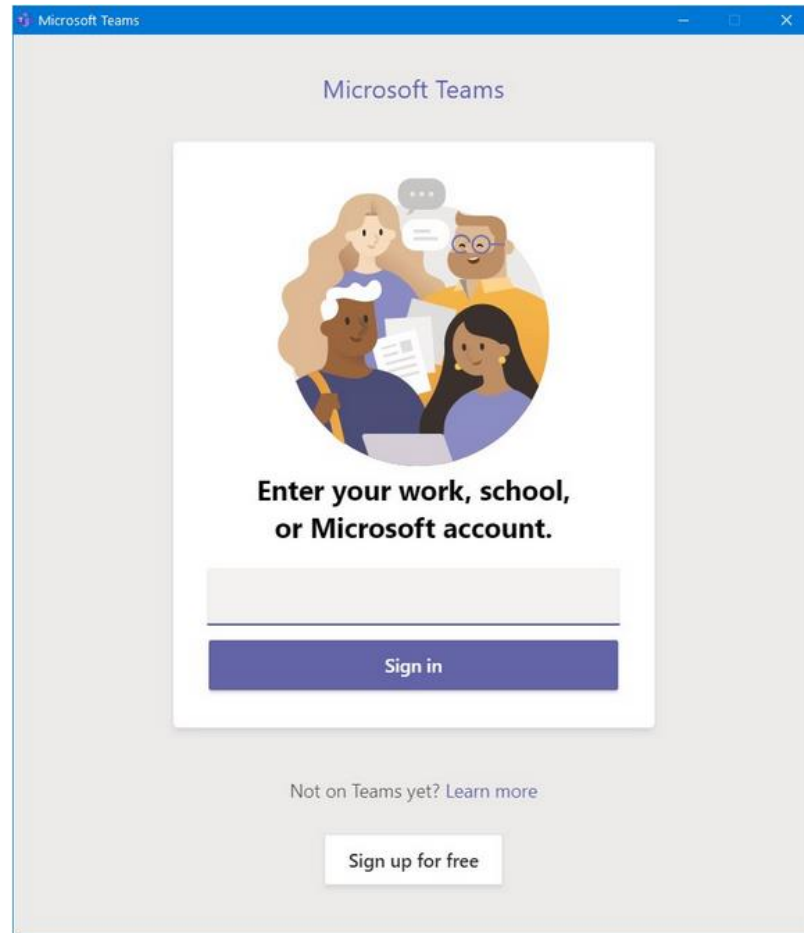 Microsoft Teams
Microsoft Teams
Enter your work, school,
or Microsoft account.
Sign in
Not on Teams yet? Learn more
Sign up for free